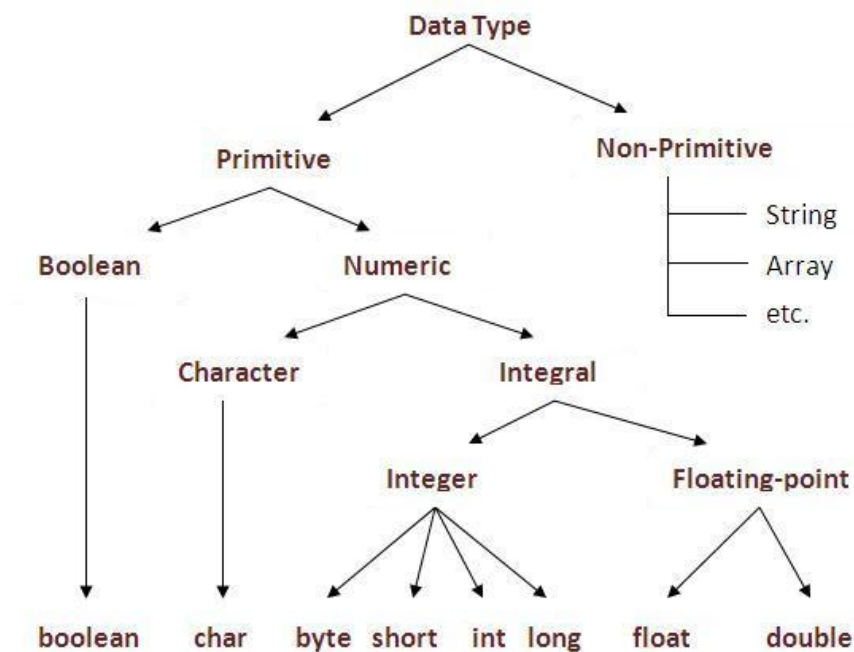 Data Type
Primitive
Non-Primitive
String
Boolean
Numeric
Array
etc.
Character
Integral
Integer
Floating-point
boolean
char
byte
short
int
long
float
double